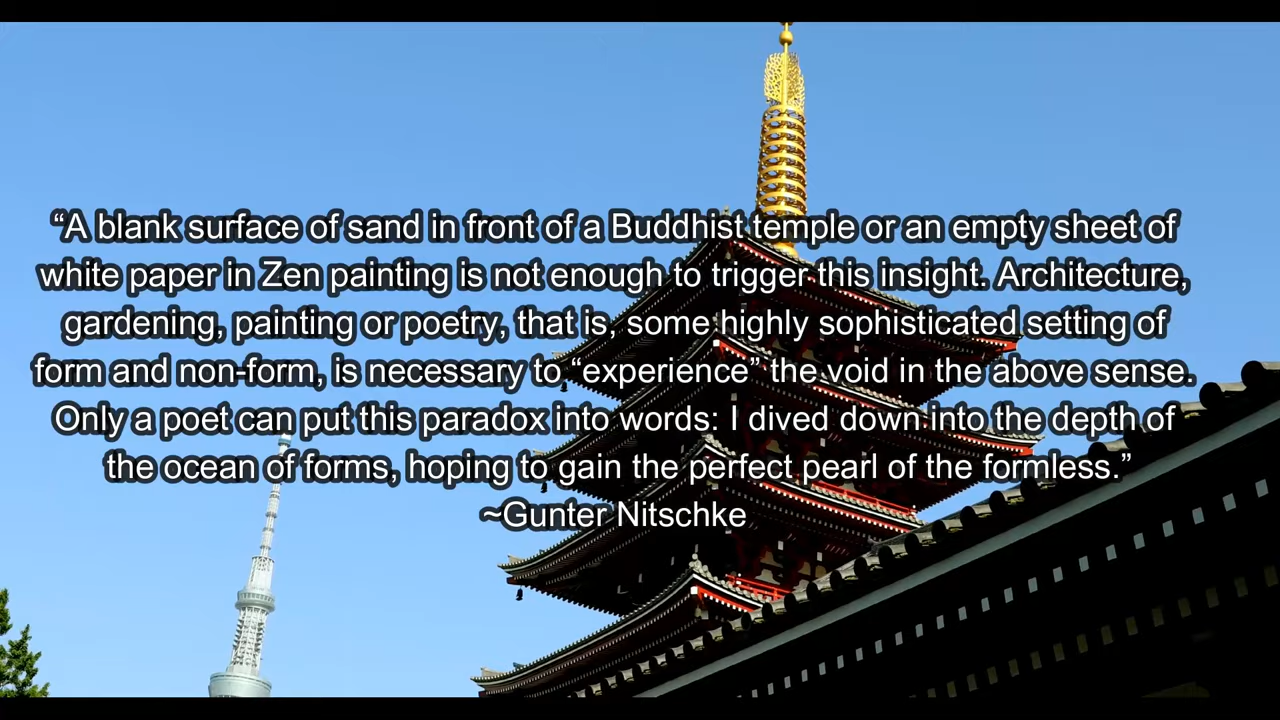 “A blank surface of sand in front of a Buddhist temple or an empty sheet of
white paper in Zen painting is not enough to trigger this insight. Architecture,
gardening, painting or poetry, that is, some highly sophisticated setting of
form and non-form, is necessary to “experience” the void in the above sense.
Only a poet can put this paradox into words: I dived down into the depth of
the ocean of forms, hoping to gain the perfect pearl of the formless.”
~Gunter Nitschke